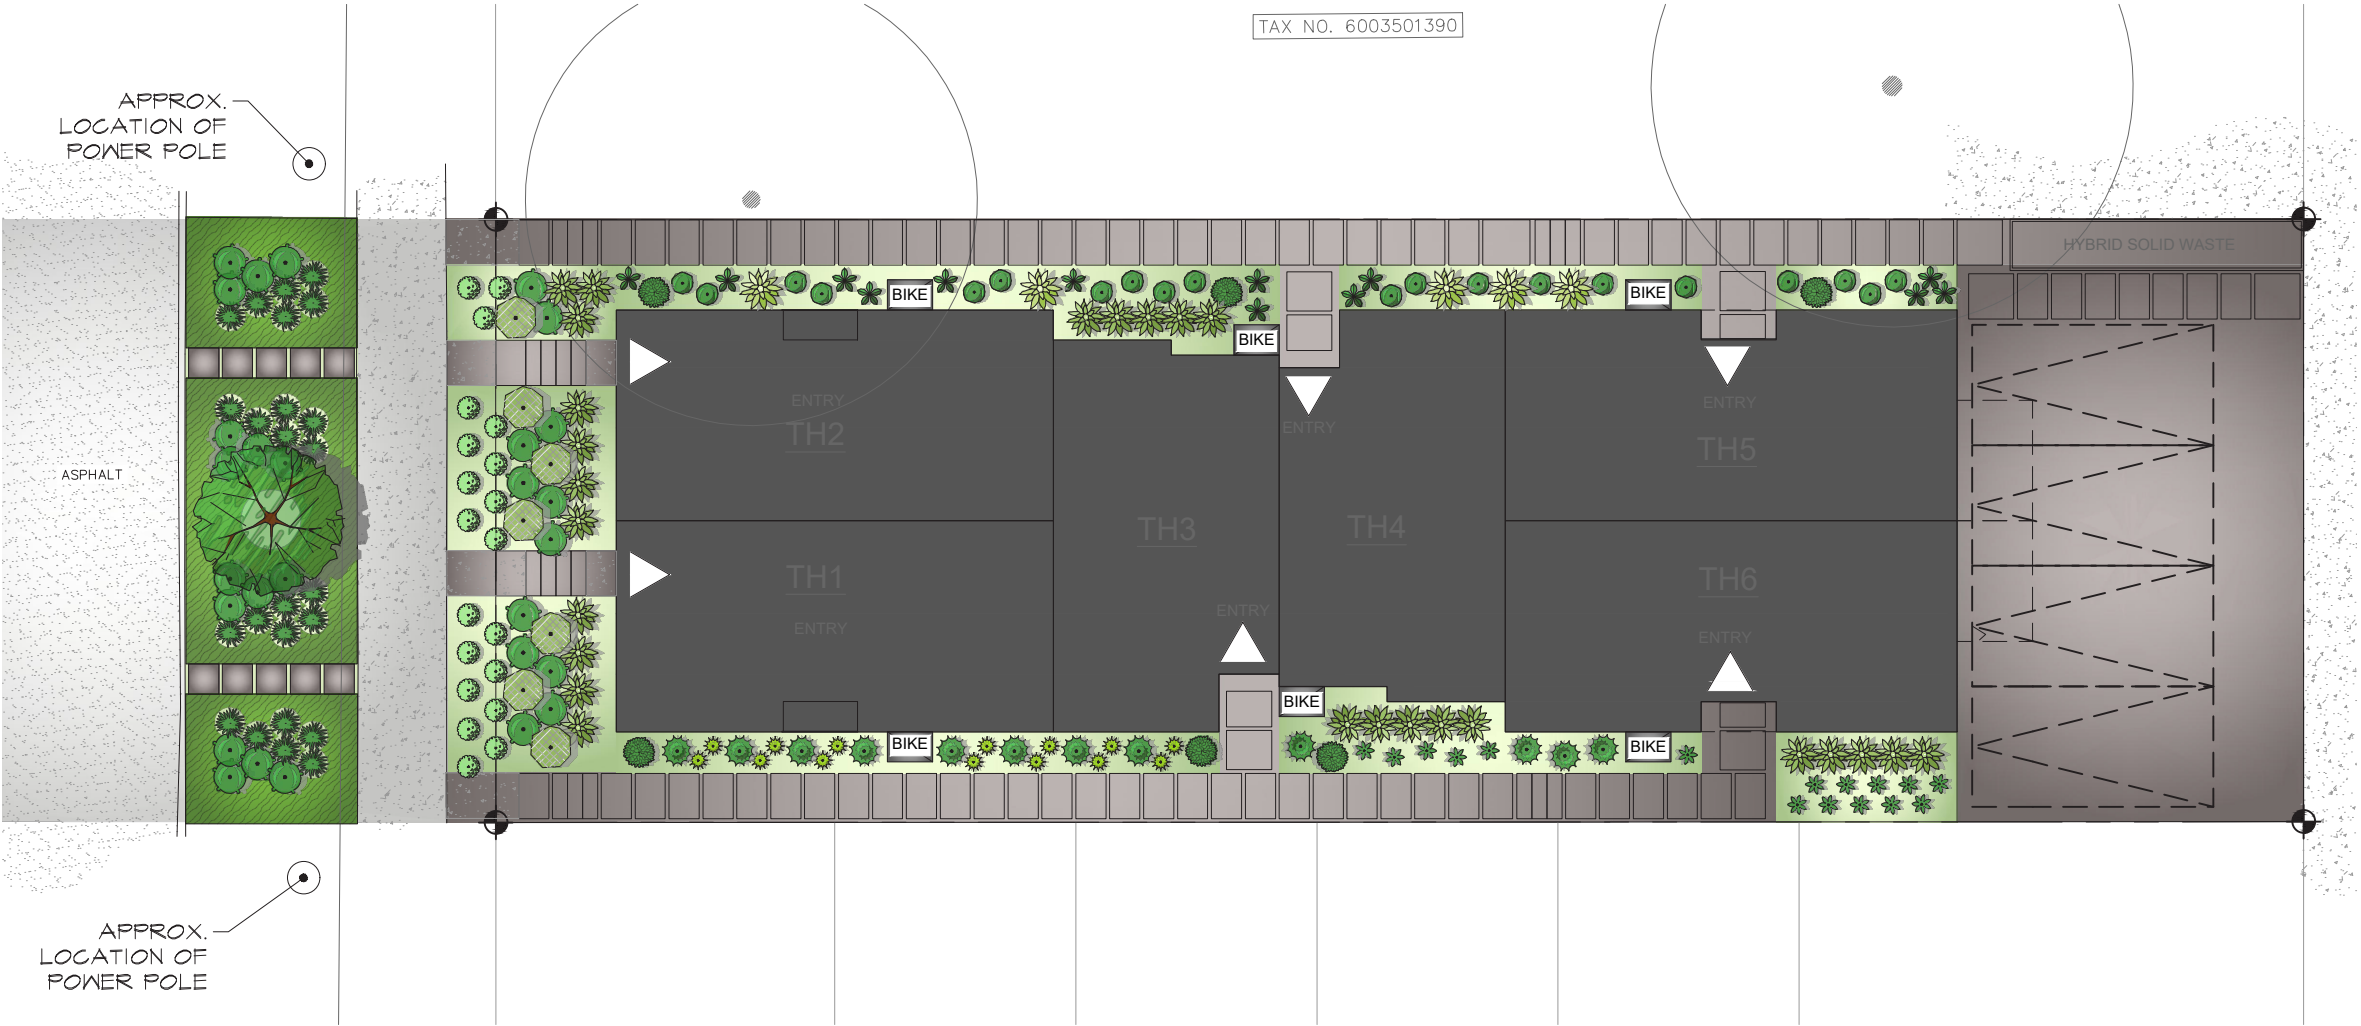 TAX NO. 6003501390
APPROX.
LOCATION OF
POWER POLE
HYBRID SOLID WASTE
BIKE
BIKE
BIKE
ENTRY
TH2
ENTRY
ENTRY
TH5
ASPHALT
TH3
TH4
TH1
ENTRY
ENTRY
TH6
ENTRY
BIKE
BIKE
BIKE
APPROX.
LOCATION OF
POWER POLE